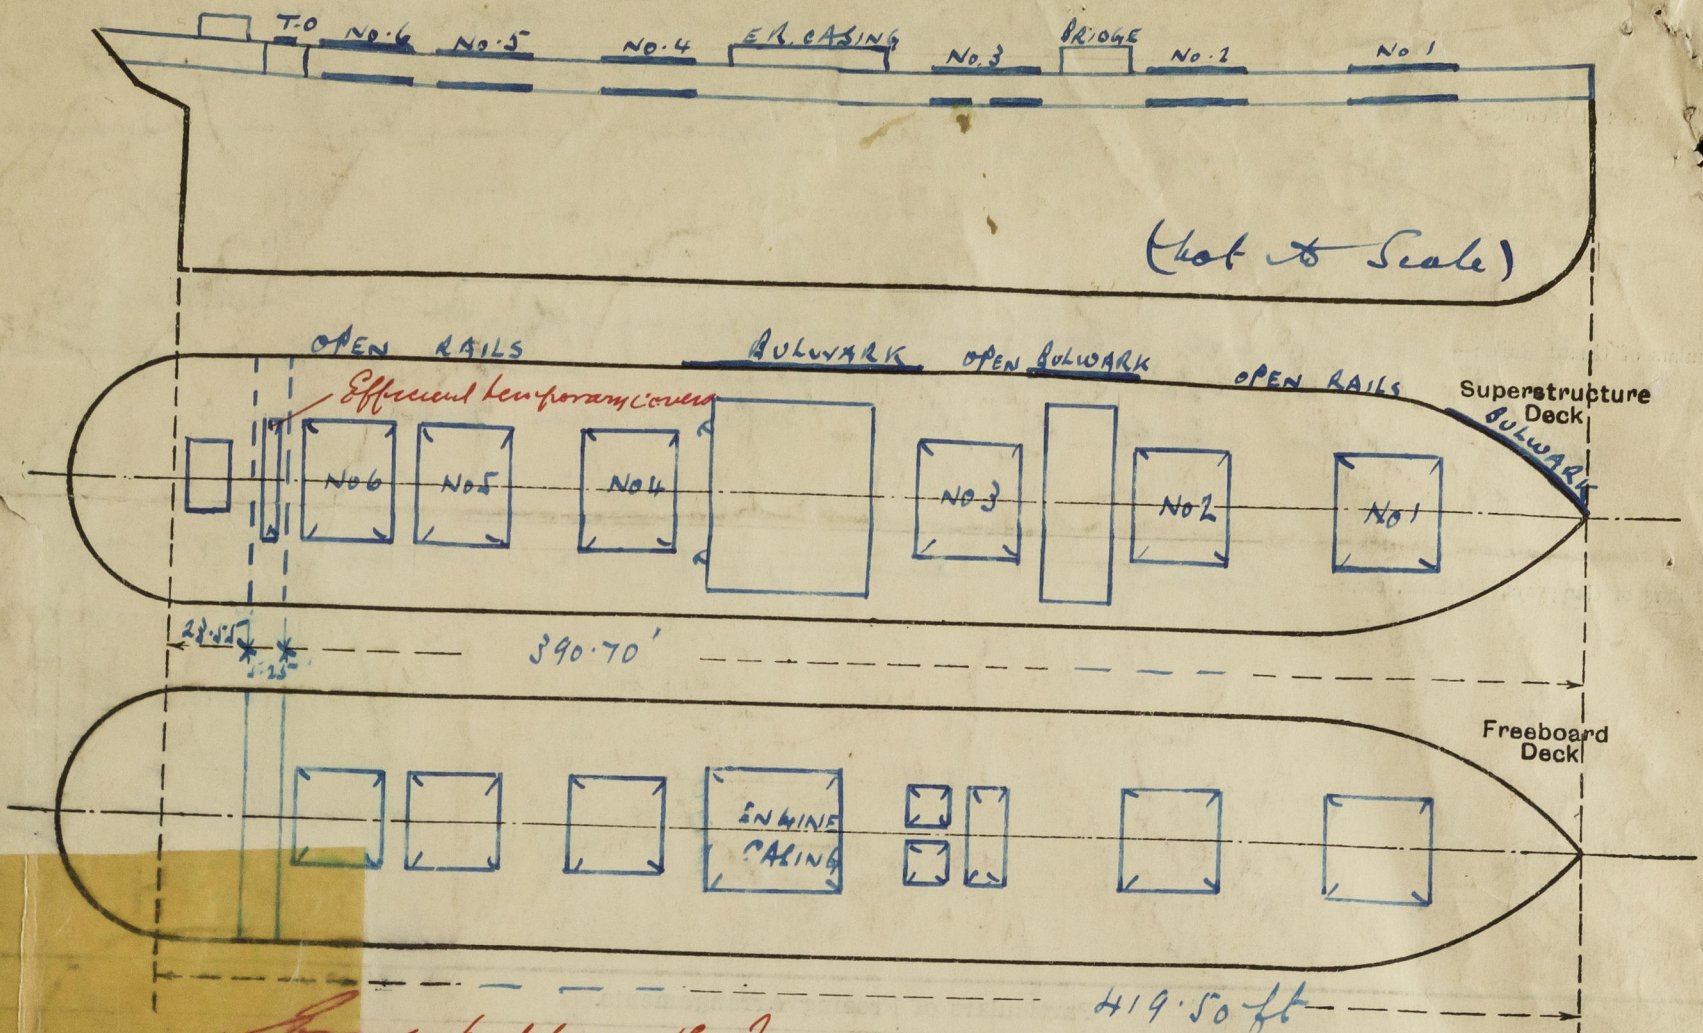 T.O No.6 No.5 No.4 E.R. CASING No.3 BRIDGE No.2 No 1
(Not to Scale)
OPEN RAILS BULWARK OPEN BULWARK OPEN RAILS
Superstructure
Deck
BULWARK
Efficient temporary covers
No6 No5 No4 No3 No2 No1
23.55 390.70'
5.25
Freeboard
Deck
ENGINE
CASING
419.50 ft